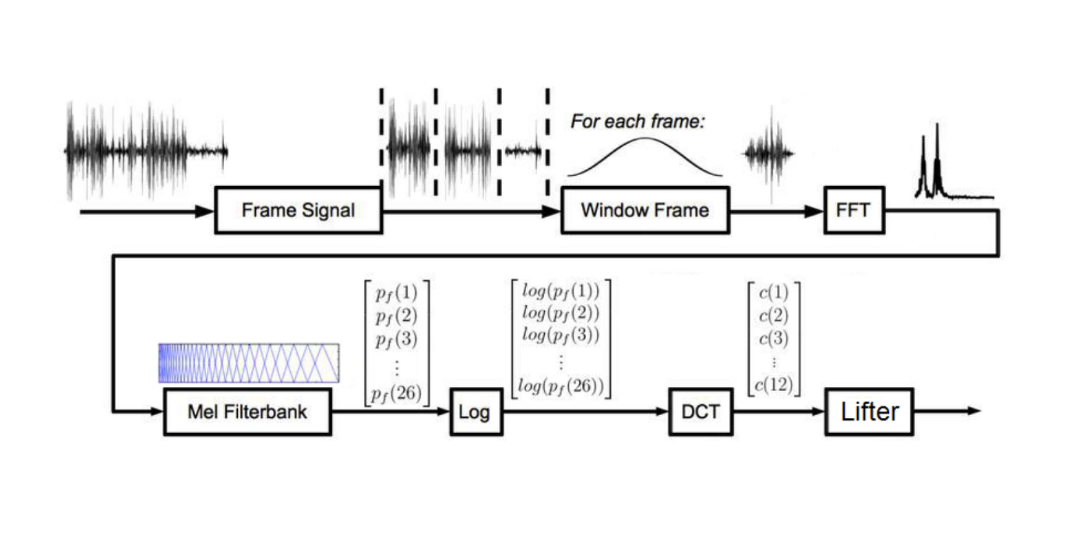 For each frame:
Frame Signal
Window Frame
FFT
p_f(1)
p_f(2)
p_f(3)
⋮
p_f(26)
log(p_f(1))
log(p_f(2))
log(p_f(3))
⋮
log(p_f(26))
c(1)
c(2)
c(3)
⋮
c(12)
Mel Filterbank
Log
DCT
Lifter